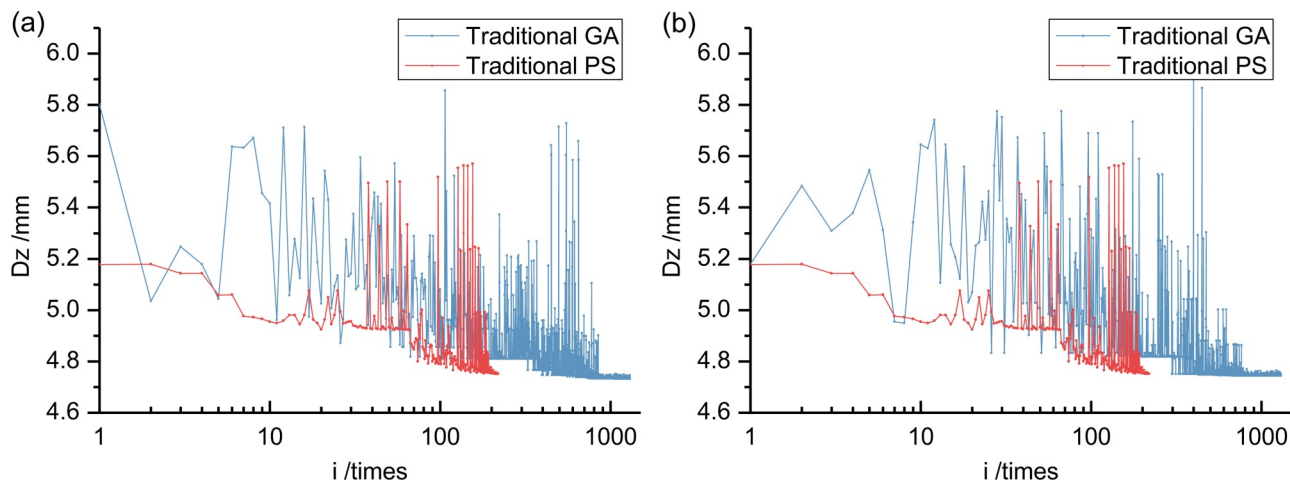 (a)
Traditional GA
Traditional PS
6.0
5.8
5.6
5.4
5.2
5.0
4.8
4.6
Dz /mm
1
10
100
1000
i /times
(b)
Traditional GA
Traditional PS
6.0
5.8
5.6
5.4
5.2
5.0
4.8
4.6
Dz /mm
1
10
100
1000
i /times